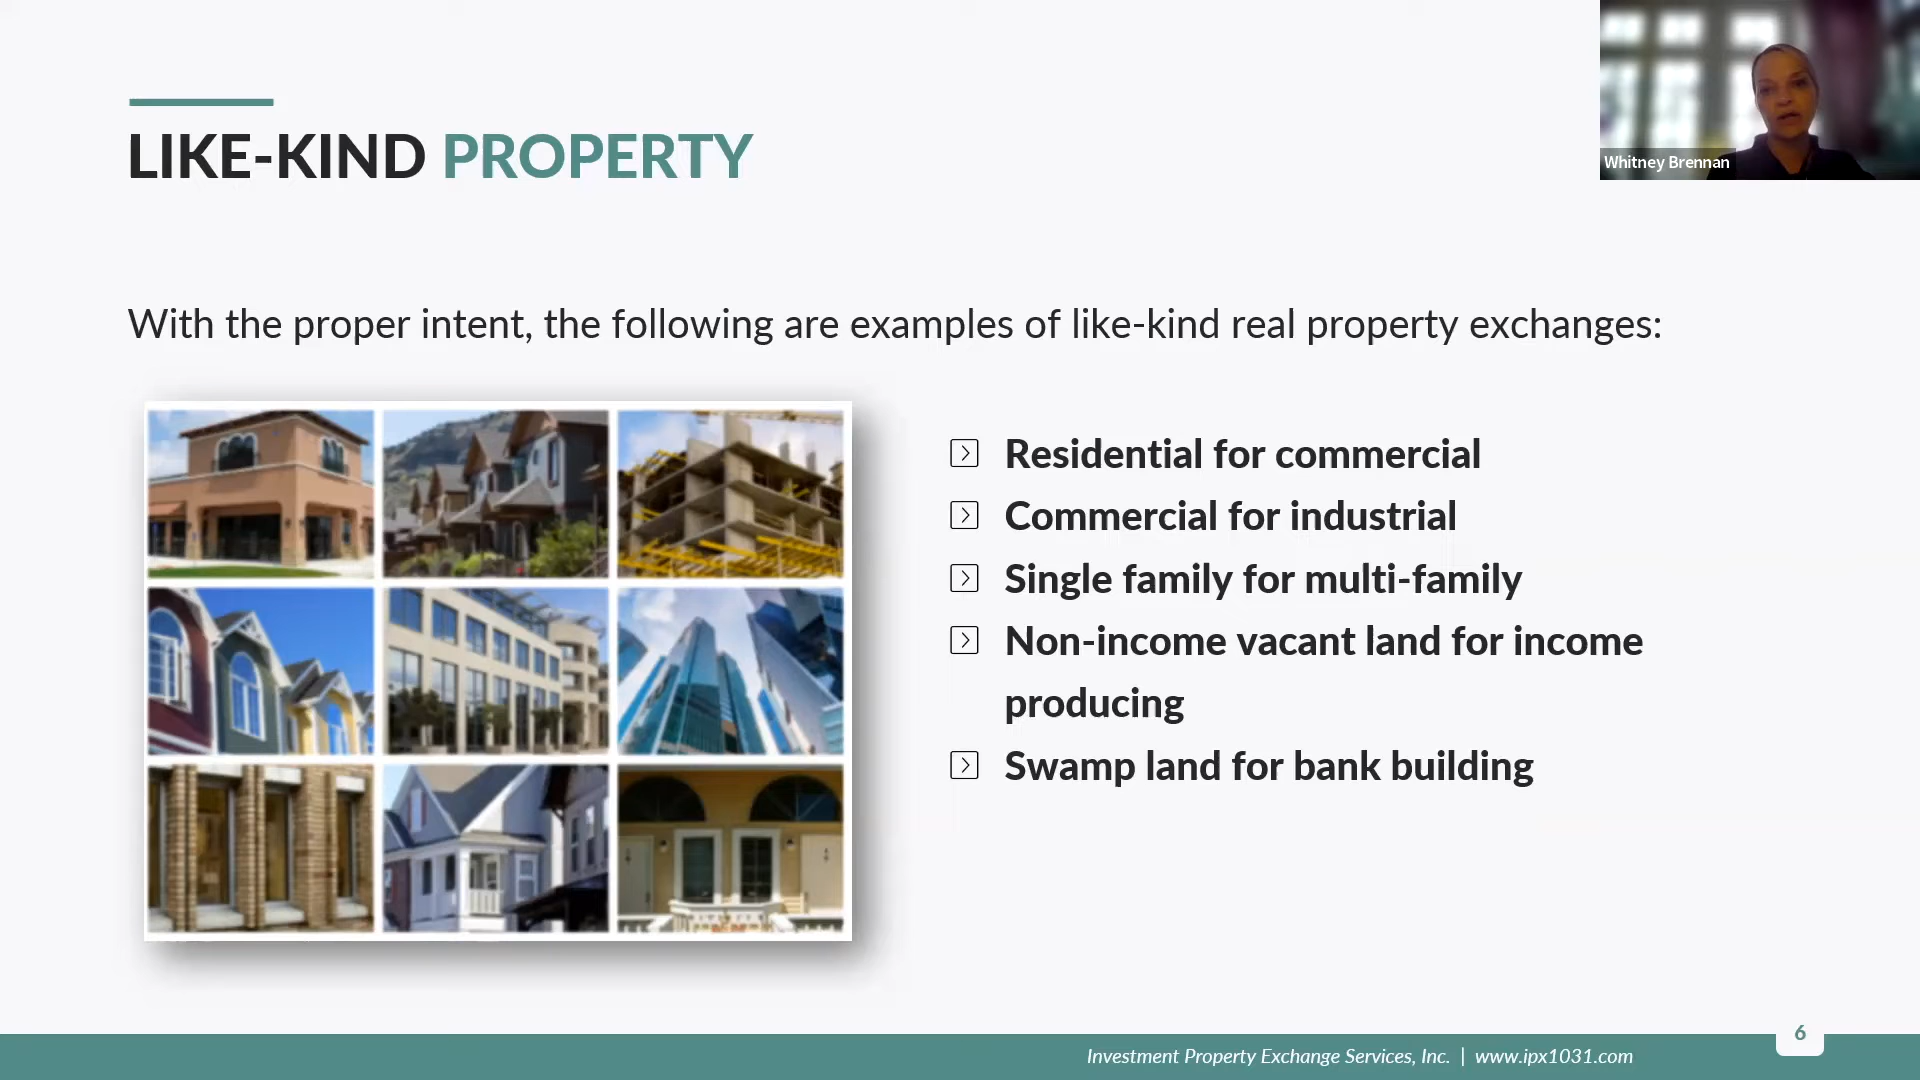 Whitney Brennan
LIKE-KIND PROPERTY
With the proper intent, the following are examples of like-kind real property exchanges:
Residential for commercial
Commercial for industrial
Single family for multi-family
Non-income vacant land for income
producing
Swamp land for bank building
6
Investment Property Exchange Services, Inc. | www.ipx1031.com